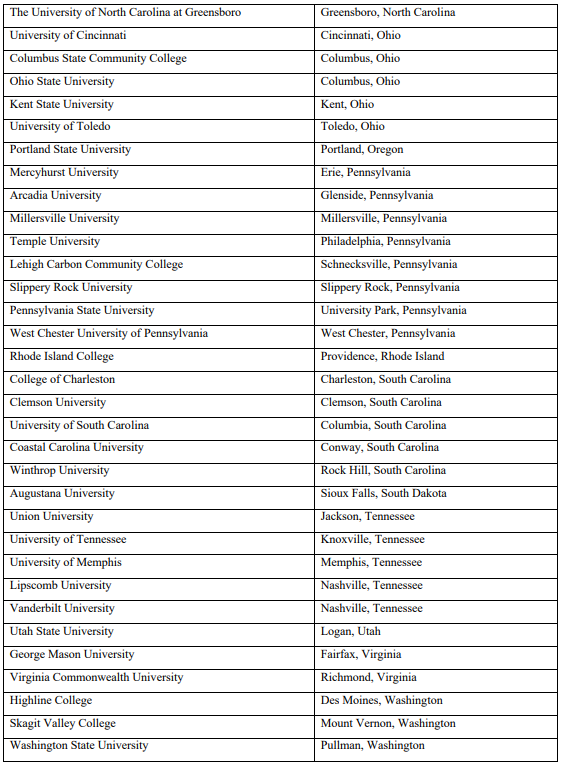 The University of North Carolina at Greensboro Greensboro, North Carolina
University of Cincinnati Cincinnati, Ohio
Columbus State Community College Columbus, Ohio
Ohio State University Columbus, Ohio
Kent State University Kent, Ohio
University of Toledo Toledo, Ohio
Portland State University Portland, Oregon
Mercyhurst University Erie, Pennsylvania
Arcadia University Glenside, Pennsylvania
Millersville University Millersville, Pennsylvania
Temple University Philadelphia, Pennsylvania
Lehigh Carbon Community College Schnecksville, Pennsylvania
Slippery Rock University Slippery Rock, Pennsylvania
Pennsylvania State University University Park, Pennsylvania
West Chester University of Pennsylvania West Chester, Pennsylvania
Rhode Island College Providence, Rhode Island
College of Charleston Charleston, South Carolina
Clemson University Clemson, South Carolina
University of South Carolina Columbia, South Carolina
Coastal Carolina University Conway, South Carolina
Winthrop University Rock Hill, South Carolina
Augustana University Sioux Falls, South Dakota
Union University Jackson, Tennessee
University of Tennessee Knoxville, Tennessee
University of Memphis Memphis, Tennessee
Lipscomb University Nashville, Tennessee
Vanderbilt University Nashville, Tennessee
Utah State University Logan, Utah
George Mason University Fairfax, Virginia
Virginia Commonwealth University Richmond, Virginia
Highline College Des Moines, Washington
Skagit Valley College Mount Vernon, Washington
Washington State University Pullman, Washington